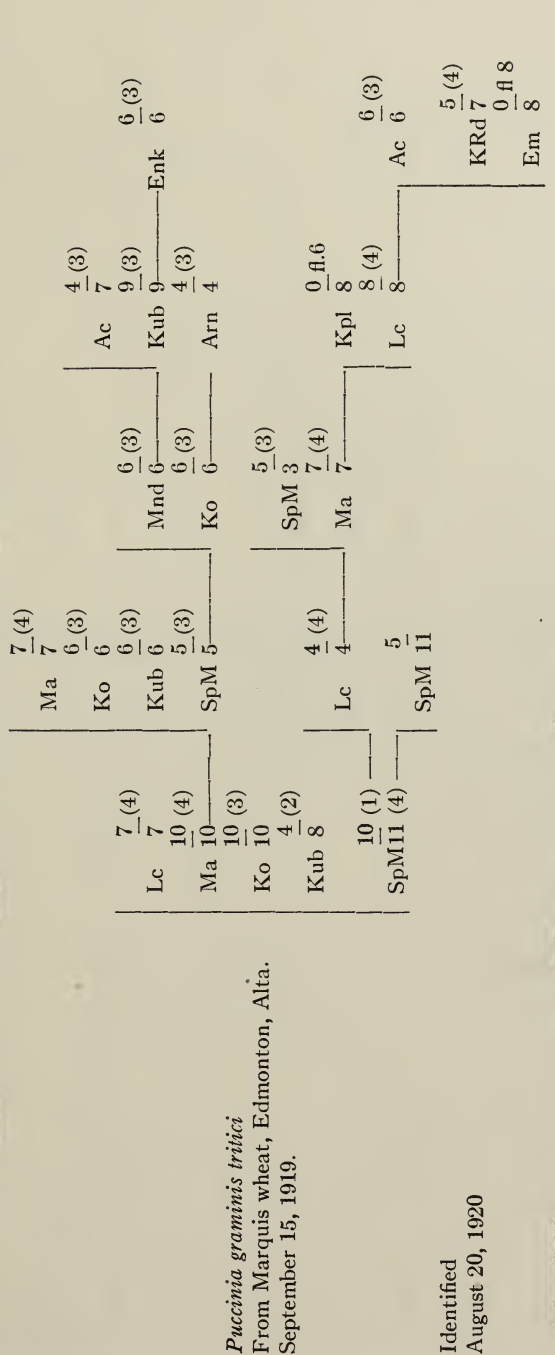 Puccinia graminis tritici
From Marquis wheat, Edmonton, Alta.
September 15, 1919.
Identified
August 20, 1920
7 (4)
Lc 7
10 (4)
Ma 10
10 (3)
Ko 10
4 (2)
Kub 8
10 (1)
SpM 11 (4)
7 (4)
Ma 7
6 (3)
Ko 6
6 (3)
Kub 6
5 (3)
SpM 5
4 (4)
Lc 4
5
SpM 11
6 (3)
Mnd 6
6 (3)
Ko 6
5 (3)
SpM 3
7 (4)
Ma 7
4 (3)
Ac 7
9 (3)
Kub 9
4 (3)
Arn 4
0 fl.6
Kpl 8
8 (4)
Lc 8
6 (3)
Enk 6
6 (3)
Ac 6
5 (4)
KRd 7
0 fl 8
Em 8